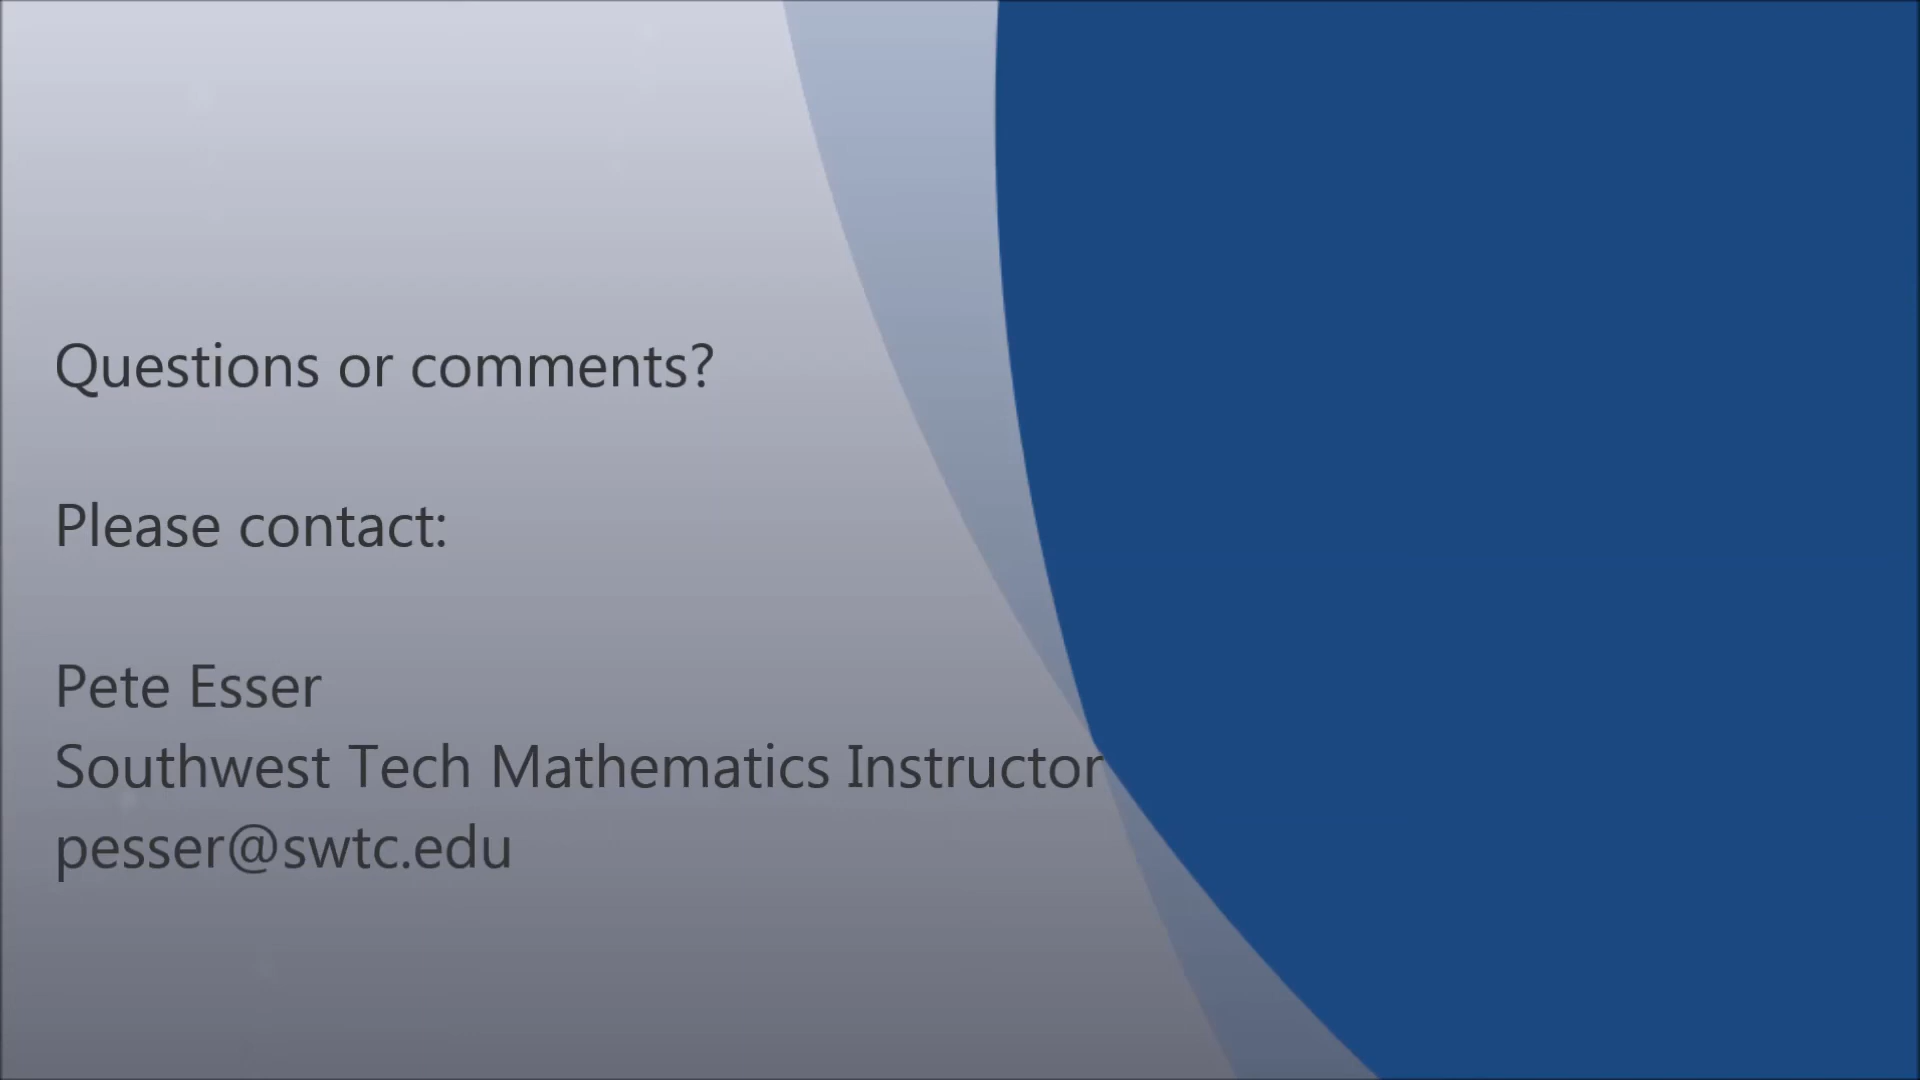 Questions or comments?
Please contact:
Pete Esser
Southwest Tech Mathematics Instructor
pesser@swtc.edu